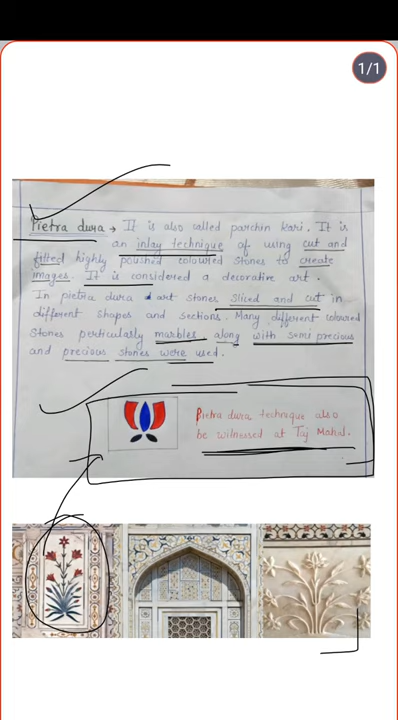 1/1
Pietra dura → It is also called parchin Kari. It is
an inlay technique of using cut and
fitted highly polished coloured stones to create
images. It is considered a decorative art.
In pietra dura art stones sliced and cut in
different shapes and sections. Many different coloured
Stones perticularly marbles along with semi precious
and precious stones were used.
Pietra dura technique also
be witnessed at Taj Mahal.